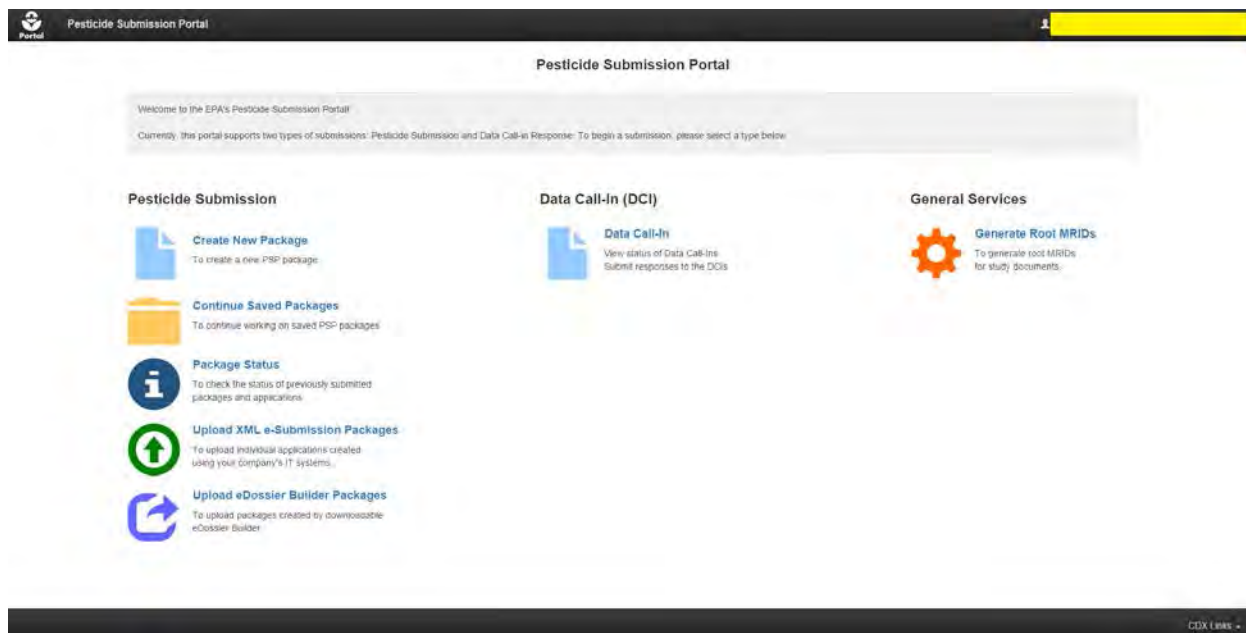 Portal
Pesticide Submission Portal
Pesticide Submission Portal
Welcome to the EPA's Pesticide Submission Portal!
Currently, this portal supports two types of submissions: Pesticide Submission and Data Call-in Response. To begin a submission, please select a type below.
Pesticide Submission
Create New Package
To create a new PSP package
Continue Saved Packages
To continue working on saved PSP packages
Package Status
To check the status of previously submitted
packages and applications
Upload XML e-Submission Packages
To upload individual applications created
using your company's IT systems.
Upload eDossier Builder Packages
To upload packages created by downloadable
eDossier Builder
Data Call-In (DCI)
Data Call-In
View status of Data Call-Ins
Submit responses to the DCIs
General Services
Generate Root MRIDs
To generate root MRIDs
for study documents.
CDX Links